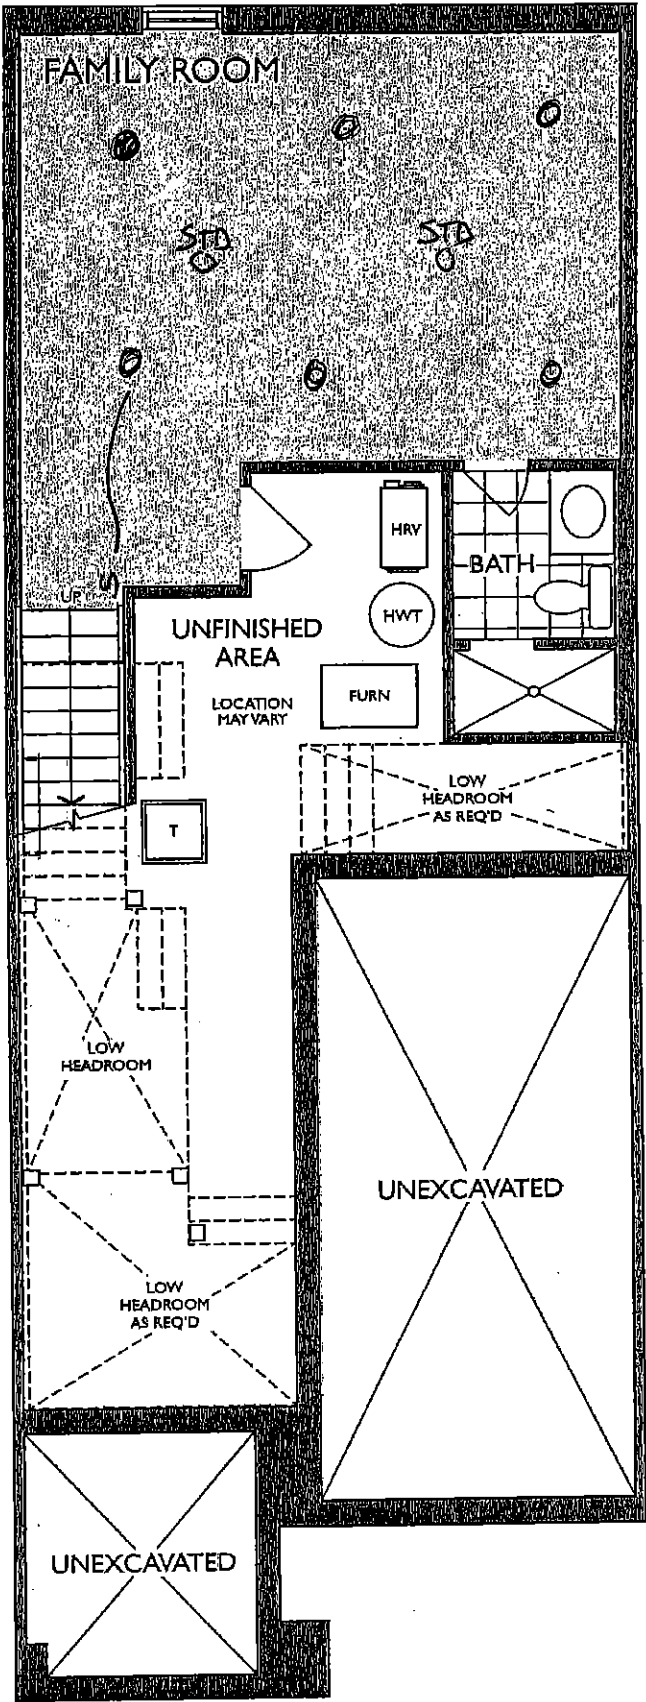 FAMILY ROOM
STD
STD
S
UP
HRV
BATH
HWT
UNFINISHED
AREA
LOCATION
MAY VARY
FURN
LOW
HEADROOM
AS REQ'D
T
LOW
HEADROOM
UNEXCAVATED
LOW
HEADROOM
AS REQ'D
UNEXCAVATED